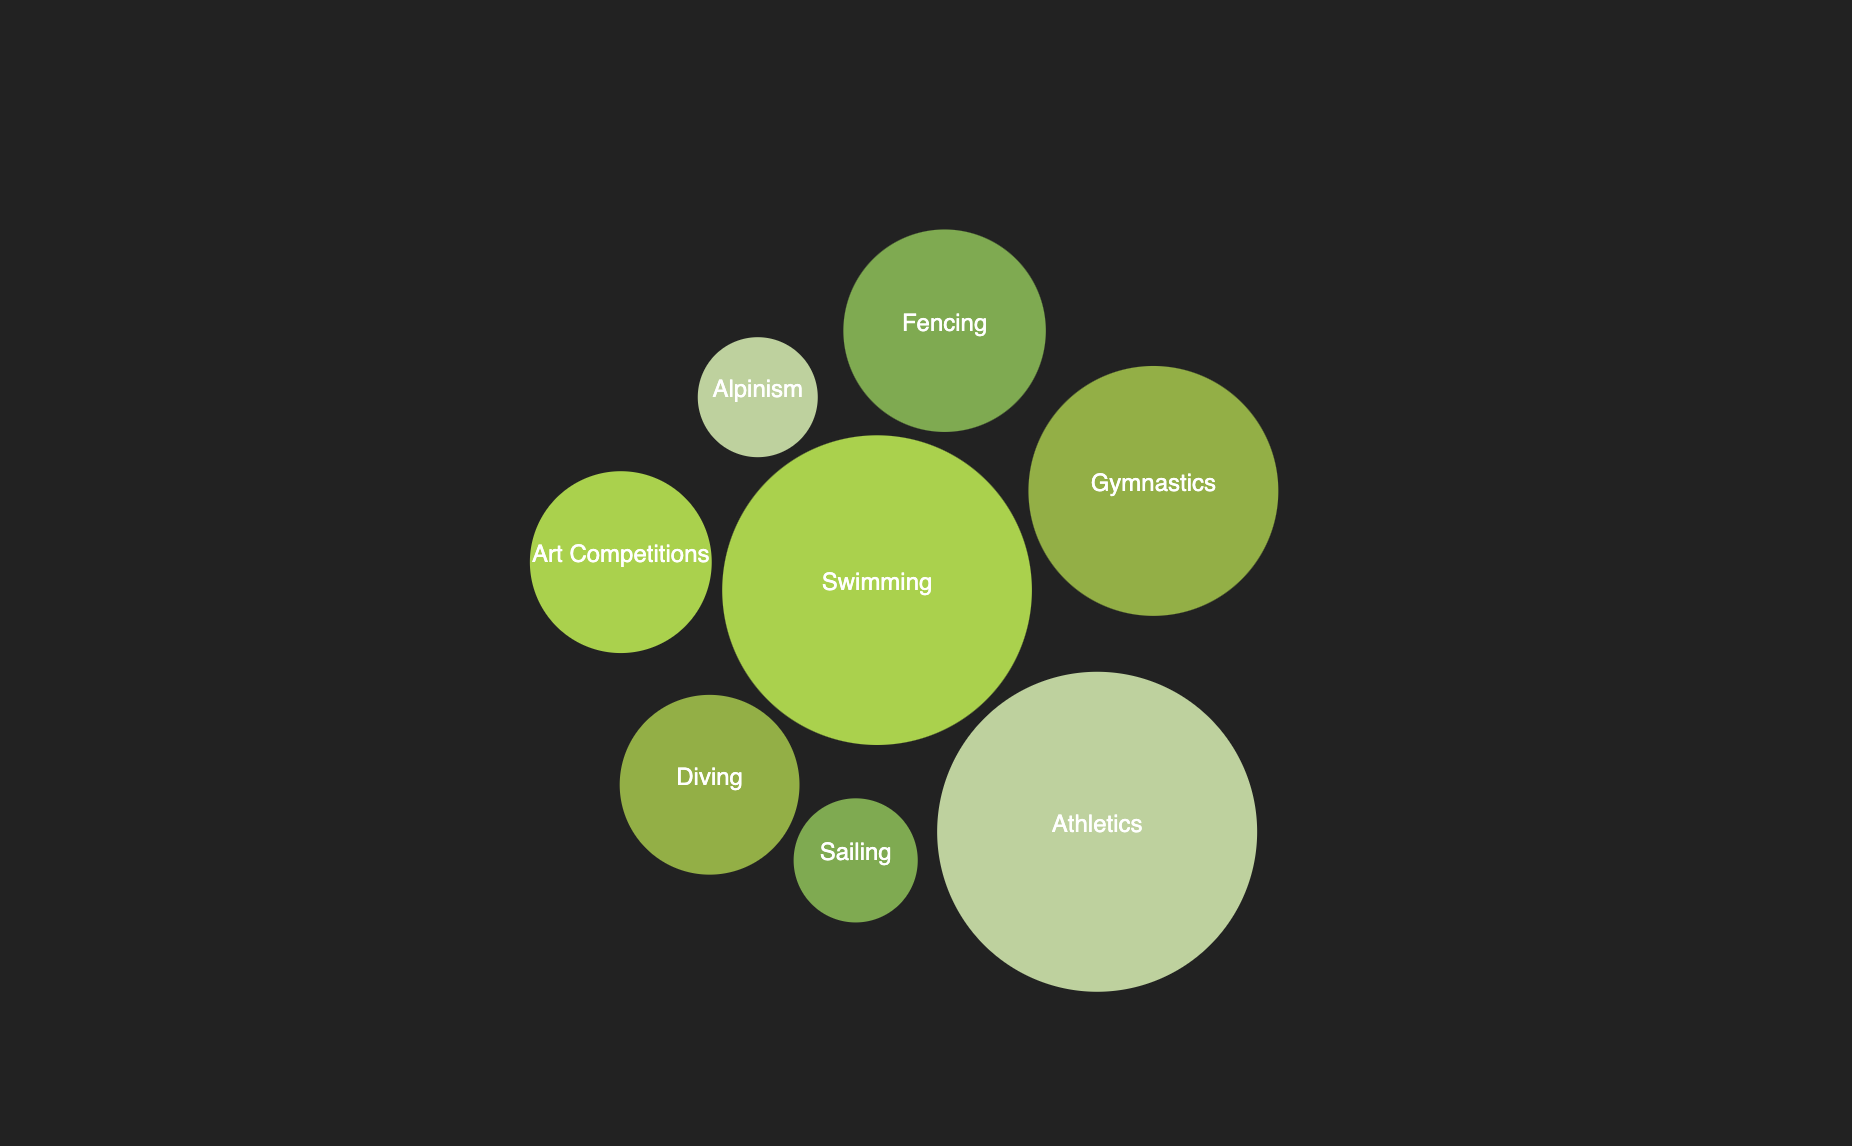 Fencing
Alpinism
Gymnastics
Art Competitions
Swimming
Diving
Athletics
Sailing